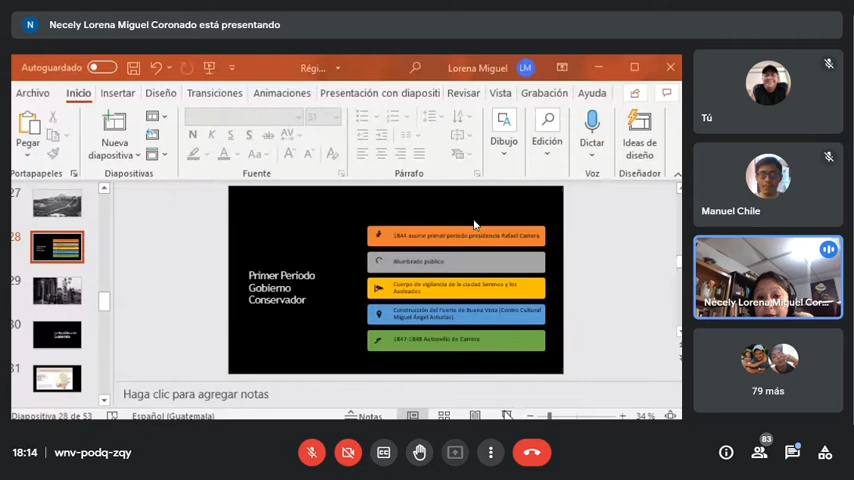 N Necely Lorena Miguel Coronado está presentando
Autoguardado
Régi...
Lorena Miguel
LM
Archivo Inicio Insertar Diseño Transiciones Animaciones Presentación con diapositi Revisar Vista Grabación Ayuda
31
N K S S ab AV
Aa A A A
Pegar
Nueva
diapositiva
Dibujo
Edición
Dictar
Ideas de
diseño
Portapapeles Diapositivas Fuente Párrafo Voz Diseñador
27
28
29
30
31
Primer Periodo
Gobierno
Conservador
1844 asume primer periodo presidencia Rafael Carrera
Alumbrado público
Cuerpo de vigilancia de la ciudad Serenos y los
Construcción del Fuerte de Buena Vista (Centro Cultural
Miguel Ángel Asturias)
1847-1848 Autoexilio de Carrera
Haga clic para agregar notas
Diapositiva 28 de 53 Español (Guatemala) Notas 34 %
Tú
Manuel Chile
Necely Lorena Miguel Cor...
79 más
18:14 wnv-podq-zqy
83